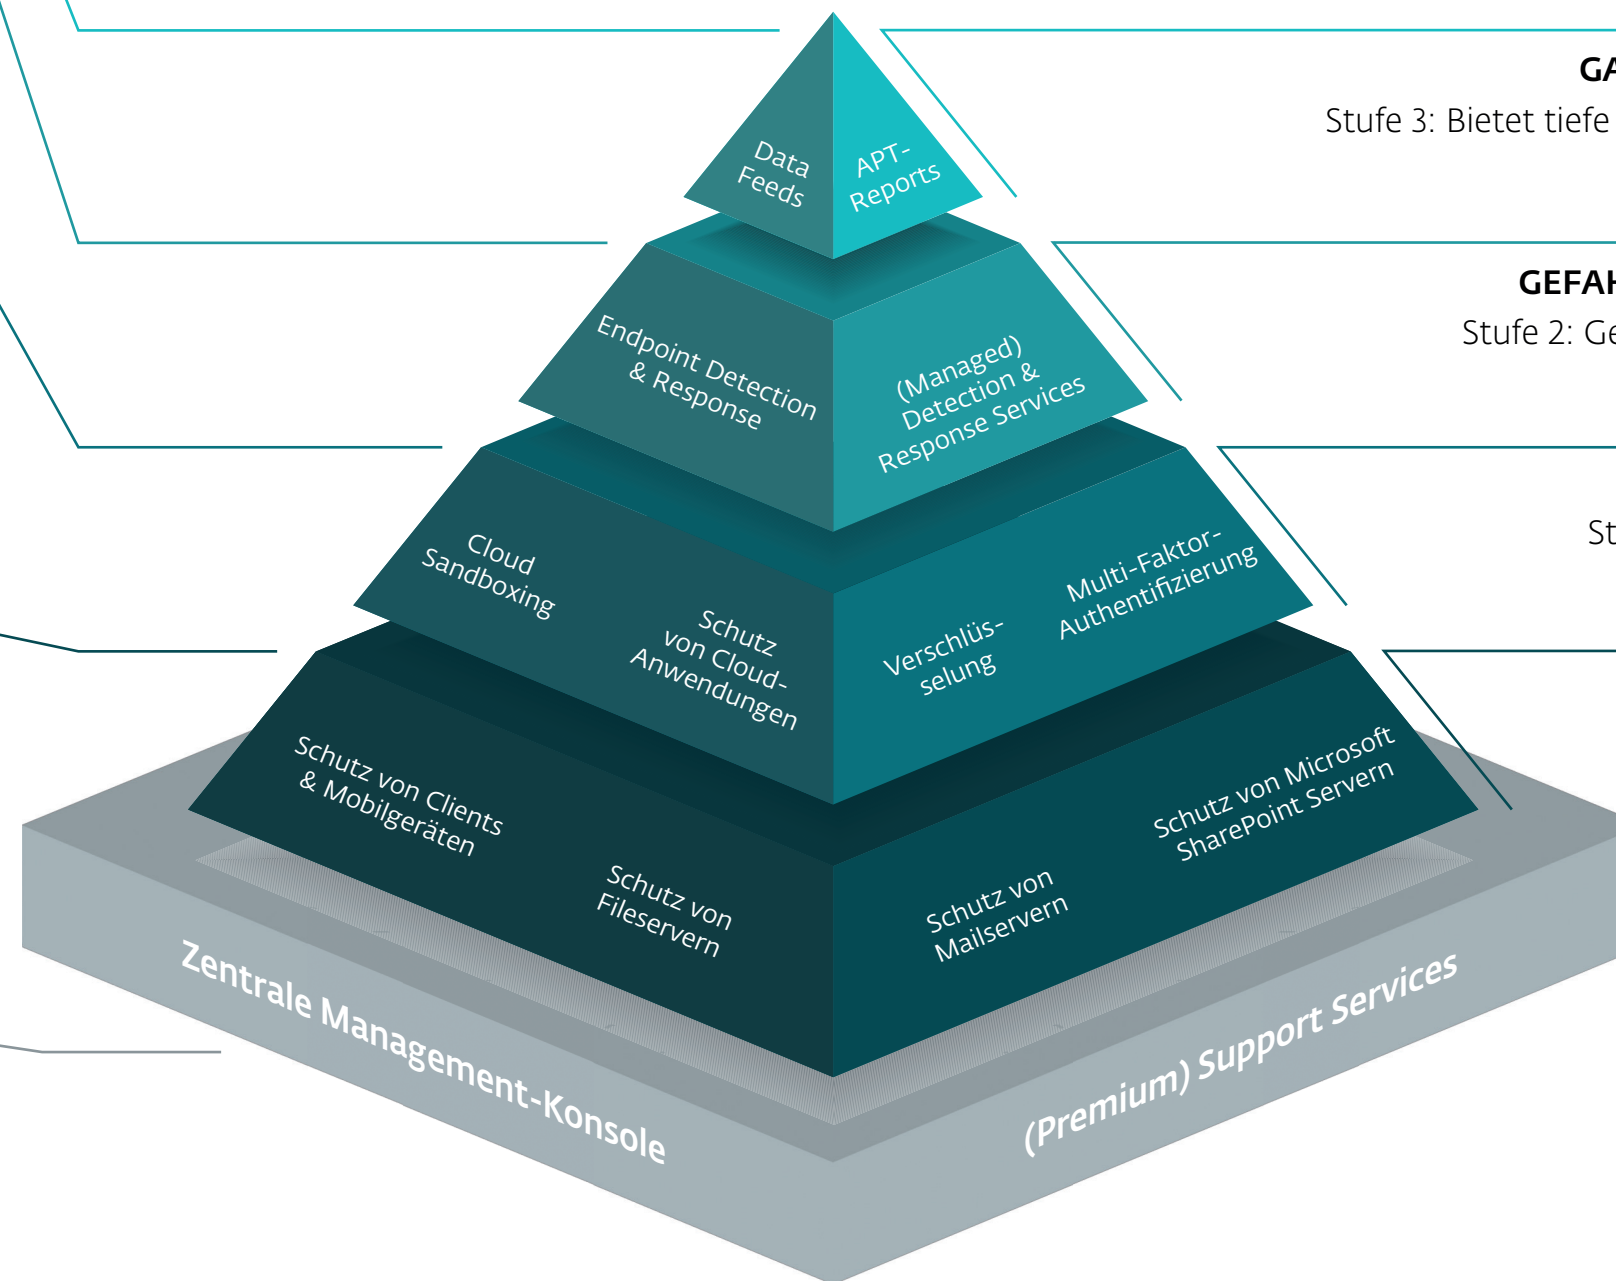 GA
Stufe 3: Bietet tiefe
Data
Feeds
APT-
Reports
GEFAH
Stufe 2: Ge
Endpoint Detection
& Response
(Managed)
Detection &
Response Services
St
Cloud
Sandboxing
Schutz
von Cloud-
Anwendungen
Verschlüs-
selung
Multi-Faktor-
Authentifizierung
Schutz von Clients
& Mobilgeräten
Schutz von
Fileservern
Schutz von
Mailservern
Schutz von Microsoft
SharePoint Servern
Zentrale Management-Konsole
(Premium) Support Services